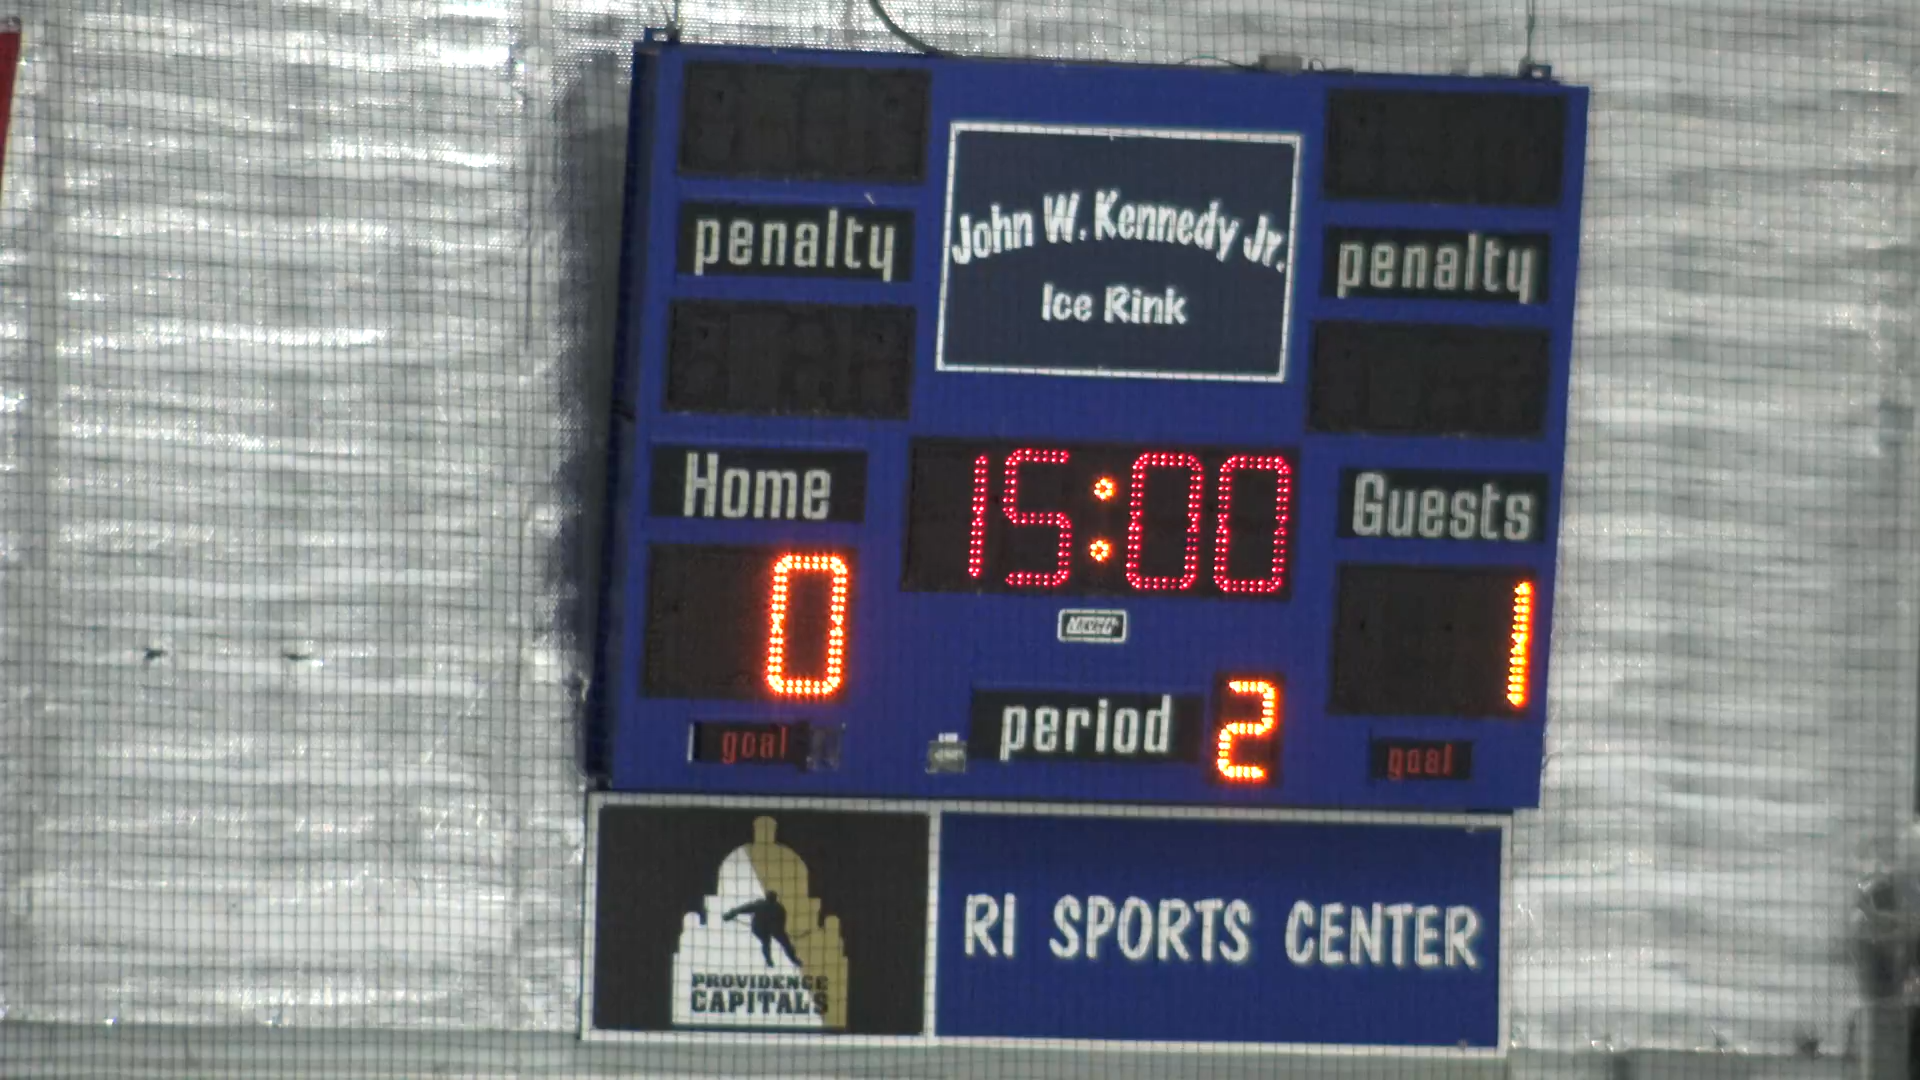 John W. Kennedy Jr.
Ice Rink
penalty
penalty
Home
15:00
Guests
0
1
period 2
goal
goal
PROVIDENCE
CAPITALS
RI SPORTS CENTER